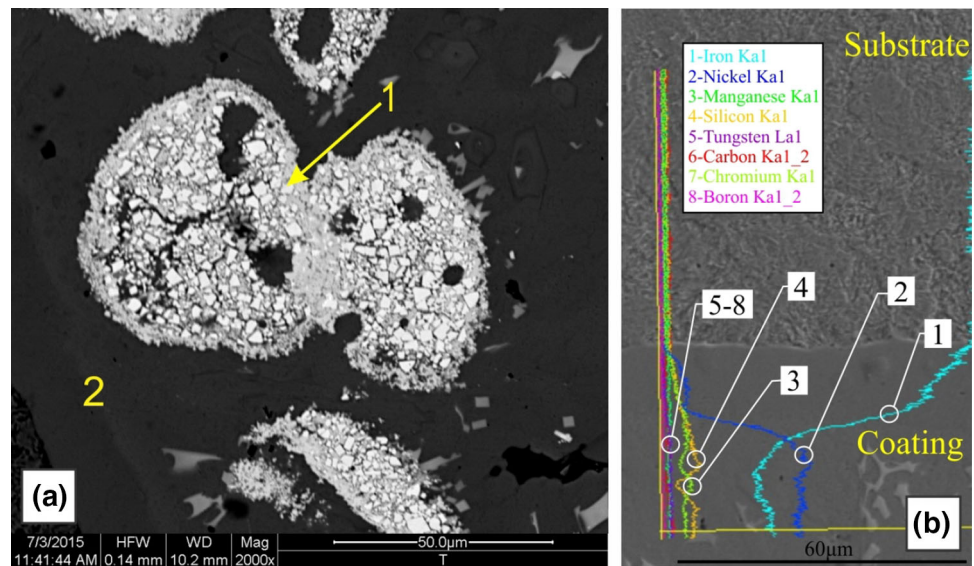 1
2
(a)
7/3/2015 HFW WD Mag
11:41:44 AM 0.14 mm 10.2 mm 2000x
50.0µm
T
Substrate
1-Iron Ka1
2-Nickel Ka1
3-Manganese Ka1
4-Silicon Ka1
5-Tungsten La1
6-Carbon Ka1_2
7-Chromium Ka1
8-Boron Ka1_2
5-8
4
2
3
1
Coating
(b)
60µm